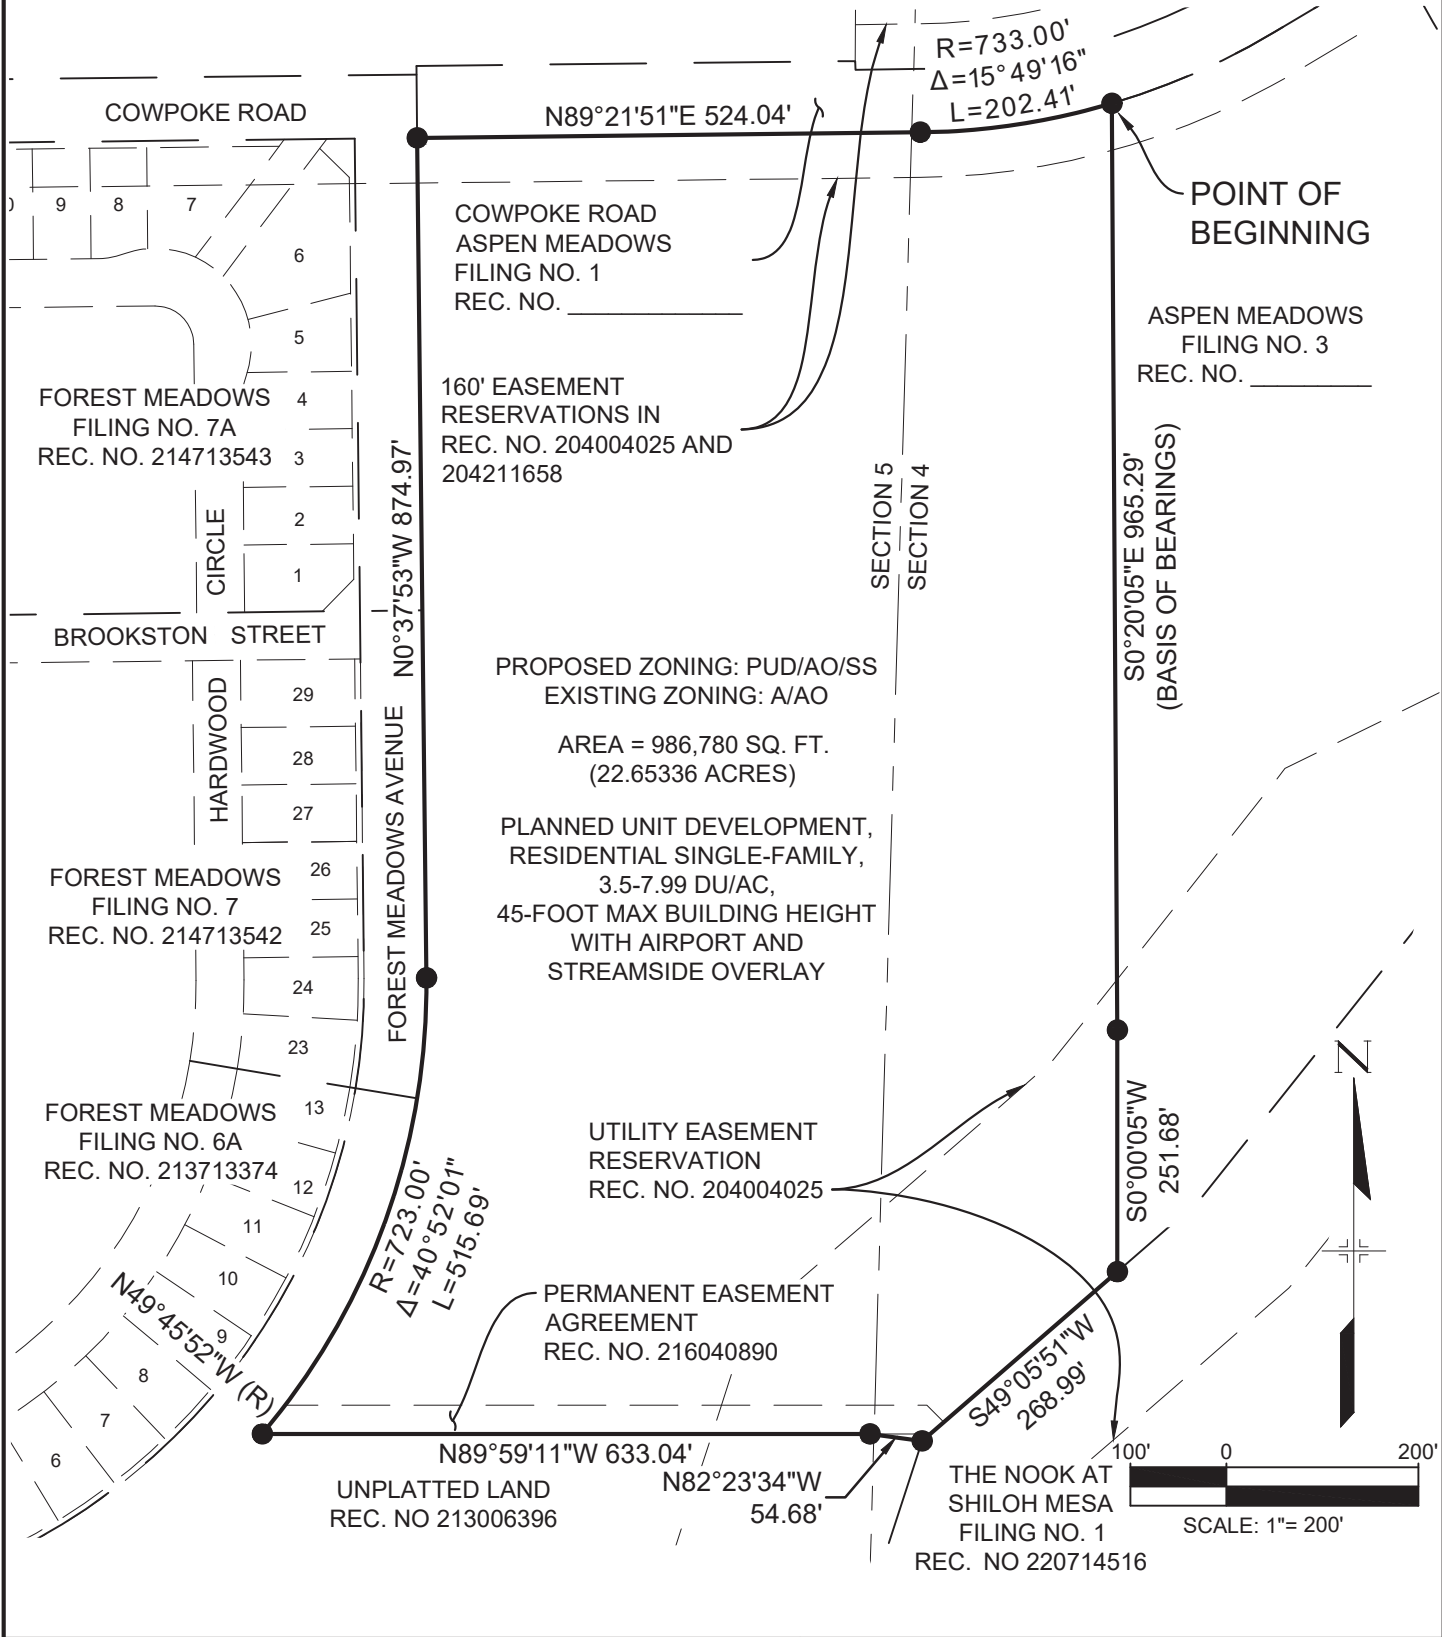 R=733.00'
Δ=15°49'16"
L=202.41'
COWPOKE ROAD
N89°21'51"E 524.04'
POINT OF
BEGINNING
9
8
7
6
5
4
3
2
1
COWPOKE ROAD
ASPEN MEADOWS
FILING NO. 1
REC. NO. _____________
ASPEN MEADOWS
FILING NO. 3
REC. NO. _________
160' EASEMENT
RESERVATIONS IN
REC. NO. 204004025 AND
204211658
FOREST MEADOWS
FILING NO. 7A
REC. NO. 214713543
N0°37'53"W 874.97'
SECTION 5
SECTION 4
S0°20'05"E 965.29'
(BASIS OF BEARINGS)
CIRCLE
BROOKSTON STREET
HARDWOOD
FOREST MEADOWS AVENUE
29
28
27
26
25
24
23
PROPOSED ZONING: PUD/AO/SS
EXISTING ZONING: A/AO
AREA = 986,780 SQ. FT.
(22.65336 ACRES)
PLANNED UNIT DEVELOPMENT,
RESIDENTIAL SINGLE-FAMILY,
3.5-7.99 DU/AC,
45-FOOT MAX BUILDING HEIGHT
WITH AIRPORT AND
STREAMSIDE OVERLAY
FOREST MEADOWS
FILING NO. 7
REC. NO. 214713542
FOREST MEADOWS
FILING NO. 6A
REC. NO. 213713374
13
12
11
10
9
8
7
6
N
UTILITY EASEMENT
RESERVATION
REC. NO. 204004025
S0°00'05"W
251.68'
R=723.00'
Δ=40°52'01"
L=515.69'
N49°45'52"W (R)
PERMANENT EASEMENT
AGREEMENT
REC. NO. 216040890
S49°05'51"W
268.99'
N89°59'11"W 633.04'
N82°23'34"W
54.68'
UNPLATTED LAND
REC. NO 213006396
THE NOOK AT
SHILOH MESA
FILING NO. 1
REC. NO 220714516
100' 0 200'
SCALE: 1"= 200'